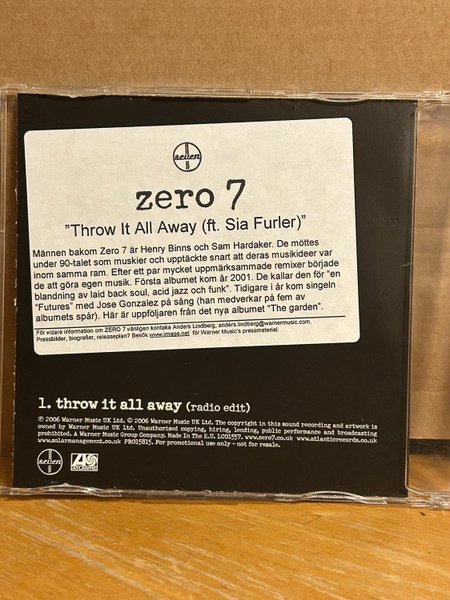 seven
zero 7
"Throw It All Away (ft. Sia Furler)"
Männen bakom Zero 7 är Henry Binns och Sam Hardaker. De möttes
under 90-talet som muskier och upptäckte snart att deras musikideer var
inom samma ram. Efter ett par mycket uppmärksammade remixer började
de att göra egen musik. Första albumet kom år 2001. De kallar den för "en
blandning av laid back soul, acid jazz och funk". Tidigare i år kom singeln
"Futures" med Jose Gonzalez på sång (han medverkar på fem av
albumets spår). Här är uppföljaren från det nya albumet "The garden".
För vidare information om ZERO 7 vänligen kontaka Anders Lindberg, anders.lindberg@warnermusic.com.
Pressbilder, biografier, releaseplan? Besök www.image.net för Warner Music's pressmaterial.
1. throw it all away (radio edit)
℗ 2006 Warner Music UK Ltd. © 2006 Warner Music UK Ltd. The copyright in this sound recording and artwork is
owned by Warner Music UK Ltd. Unauthorised copying, hiring, lending, public performance and broadcasting
prohibited. A Warner Music Group Company. Made In The E.U. LC01557. www.zero7.co.uk www.atlanticrecords.co.uk
www.solarmanagement.co.uk PR015815. For promotional use only - not for resale.
seven
ATLANTIC